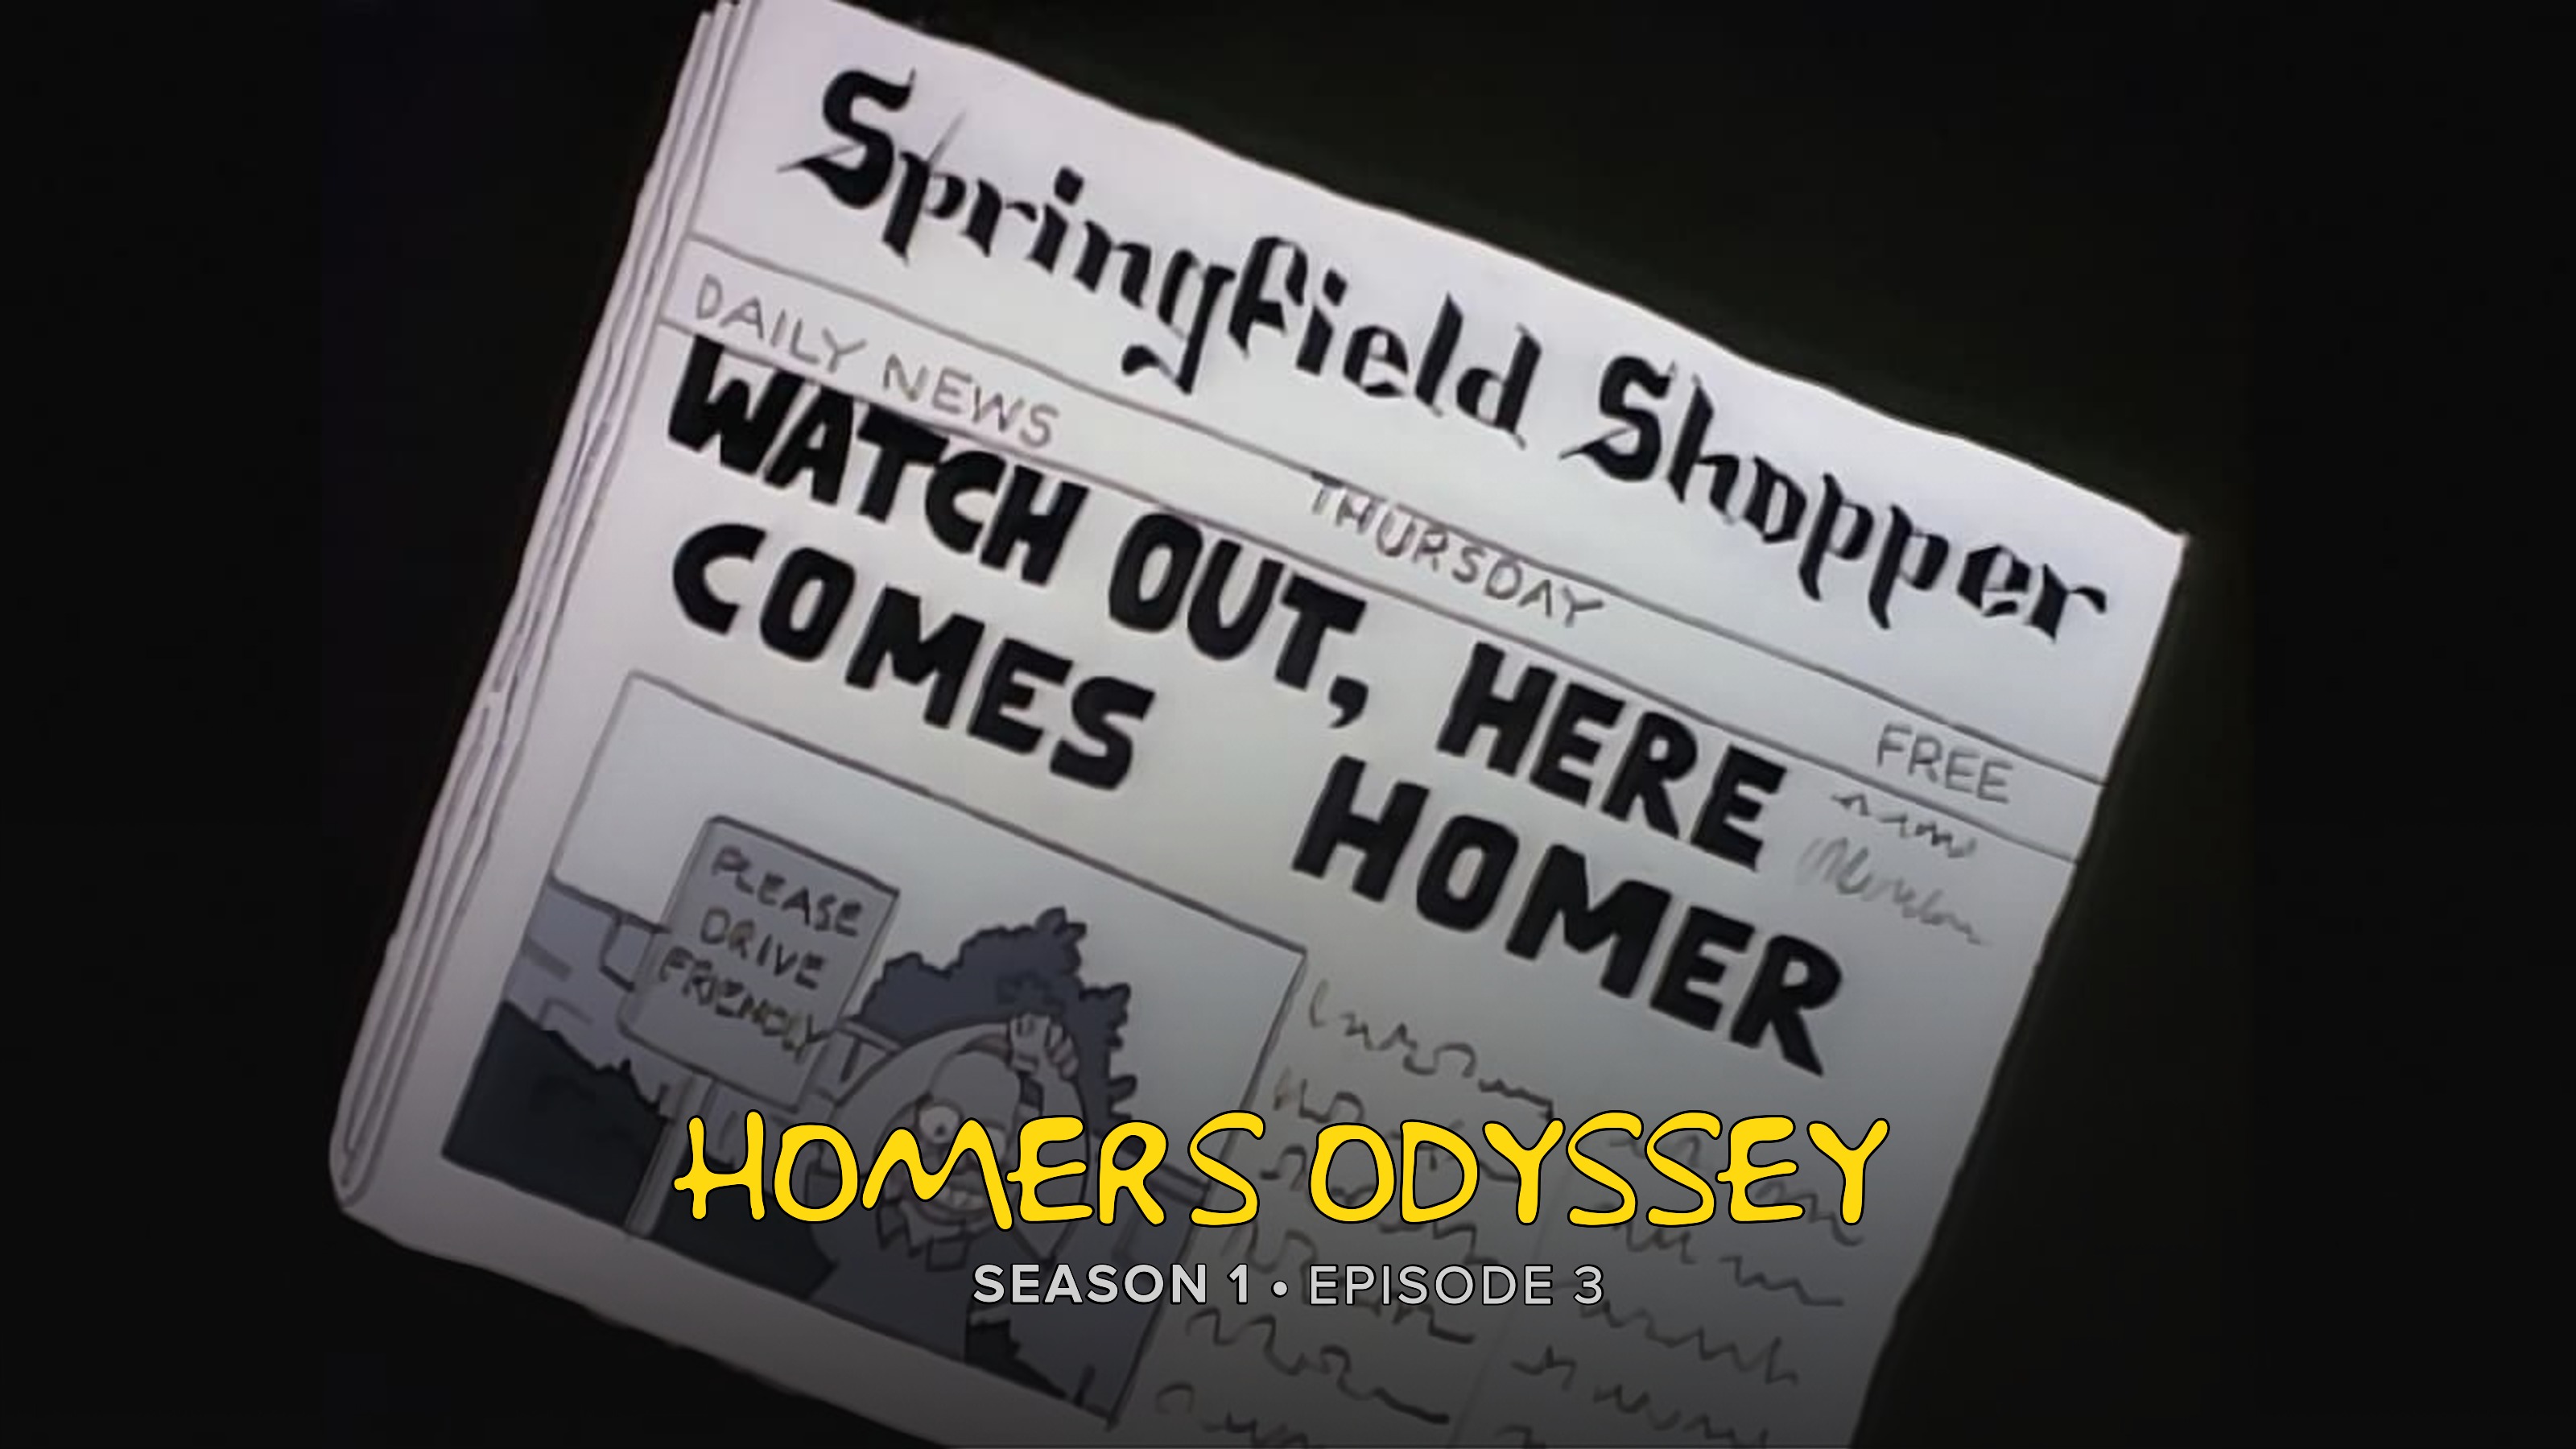 Springfield Shopper
DAILY NEWS THURSDAY FREE
WATCH OUT, HERE
COMES HOMER
PLEASE
DRIVE
FRIENDLY
HOMERS ODYSSEY
SEASON 1 • EPISODE 3